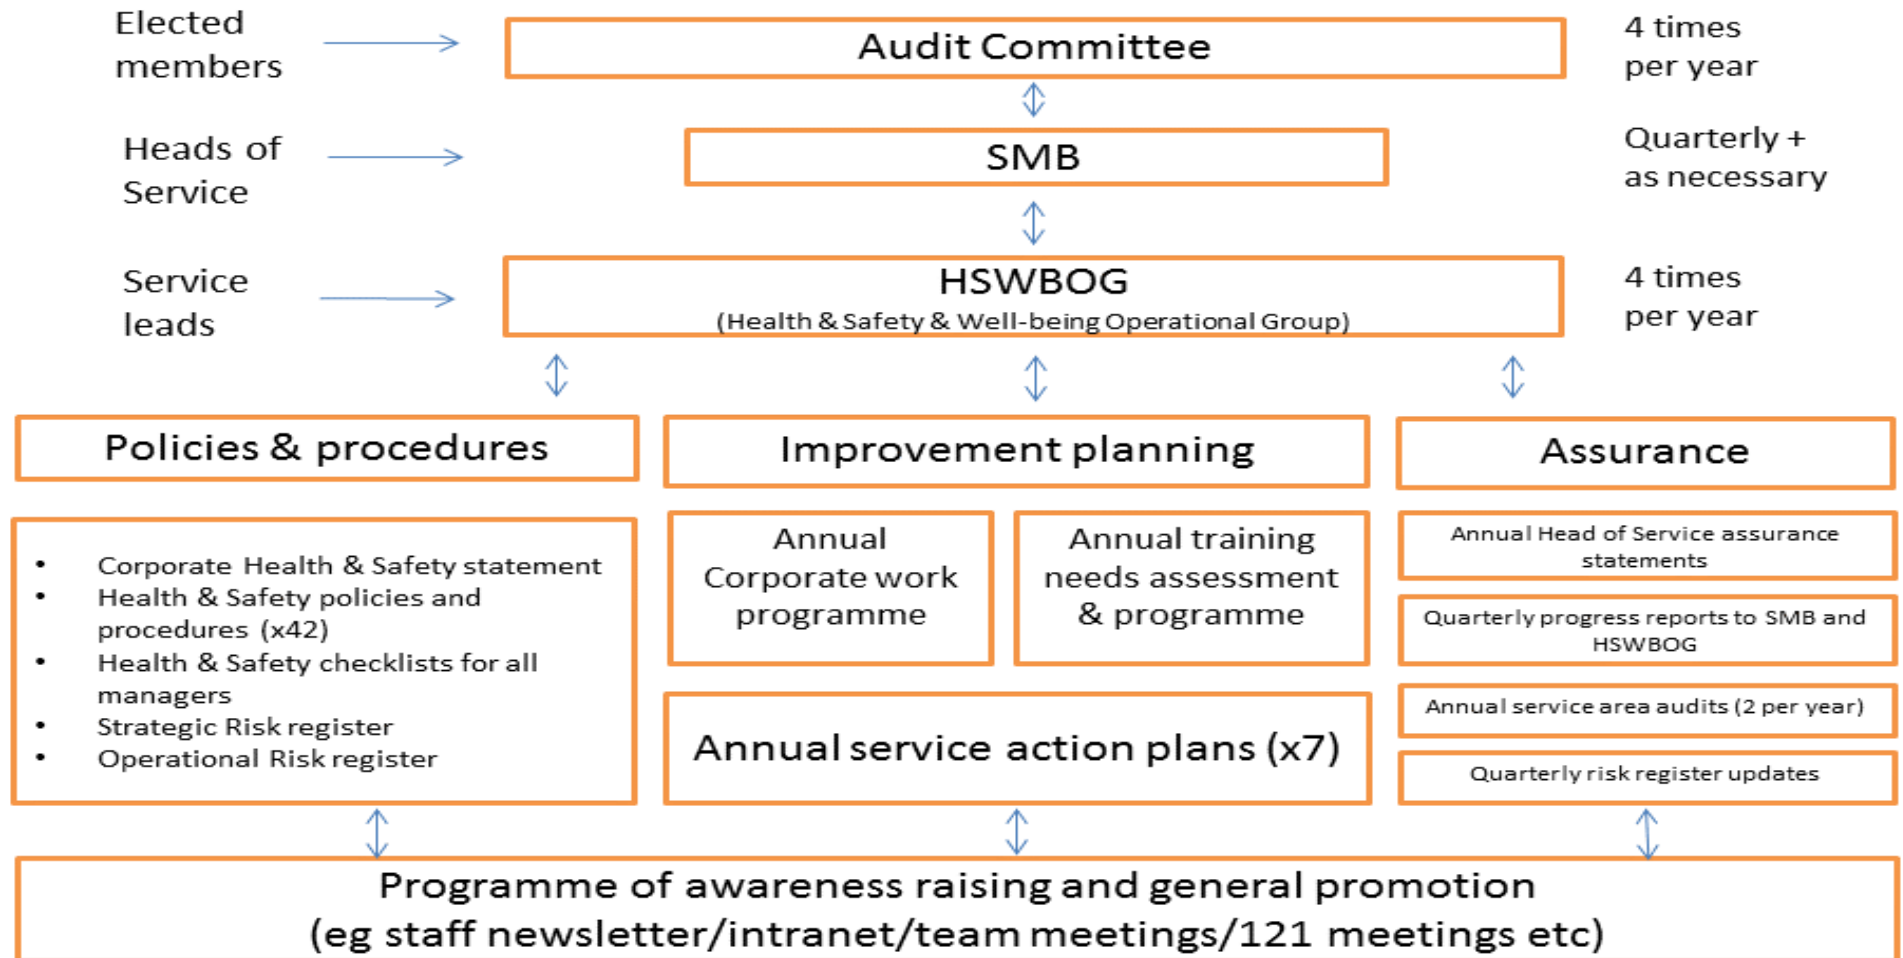 Elected
members
Audit Committee
4 times
per year
Heads of
Service
SMB
Quarterly +
as necessary
Service
leads
HSWBOG
(Health & Safety & Well-being Operational Group)
4 times
per year
Policies & procedures
Improvement planning
Assurance
• Corporate Health & Safety statement
• Health & Safety policies and
procedures (x42)
• Health & Safety checklists for all
managers
• Strategic Risk register
• Operational Risk register
Annual
Corporate work
programme
Annual training
needs assessment
& programme
Annual service action plans (x7)
Annual Head of Service assurance
statements
Quarterly progress reports to SMB and
HSWBOG
Annual service area audits (2 per year)
Quarterly risk register updates
Programme of awareness raising and general promotion
(eg staff newsletter/intranet/team meetings/121 meetings etc)